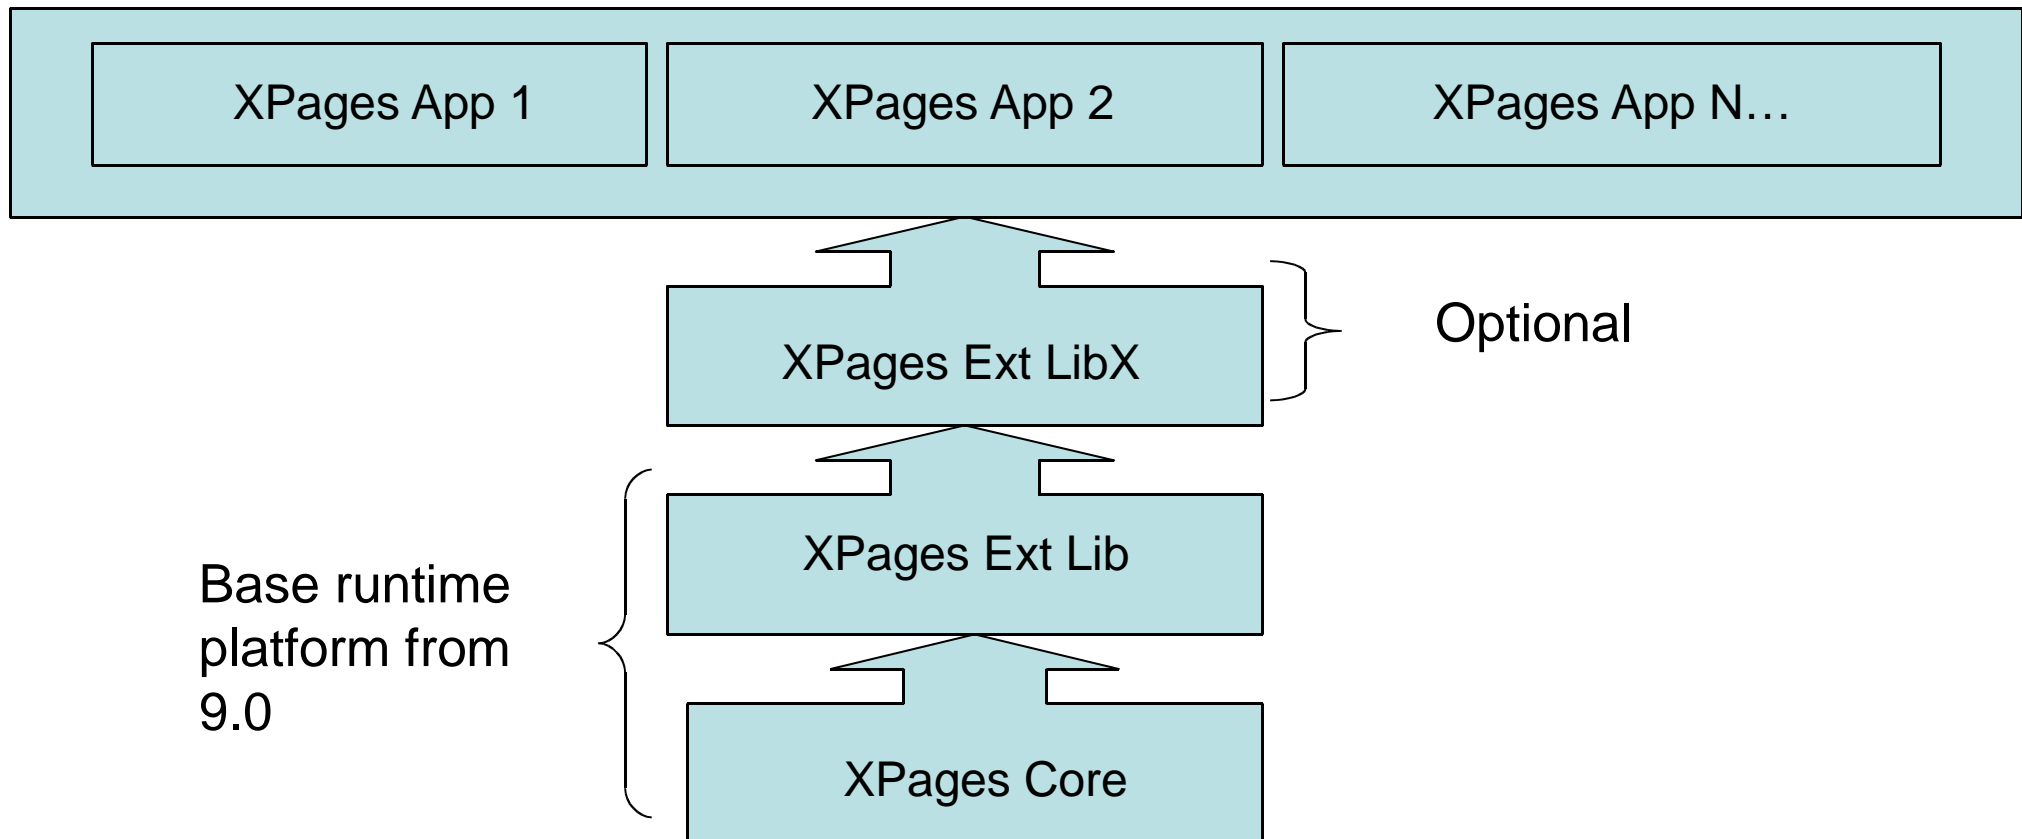 XPages App 1
XPages App 2
XPages App N…
XPages Ext LibX
Optional
XPages Ext Lib
Base runtime
platform from
9.0
XPages Core